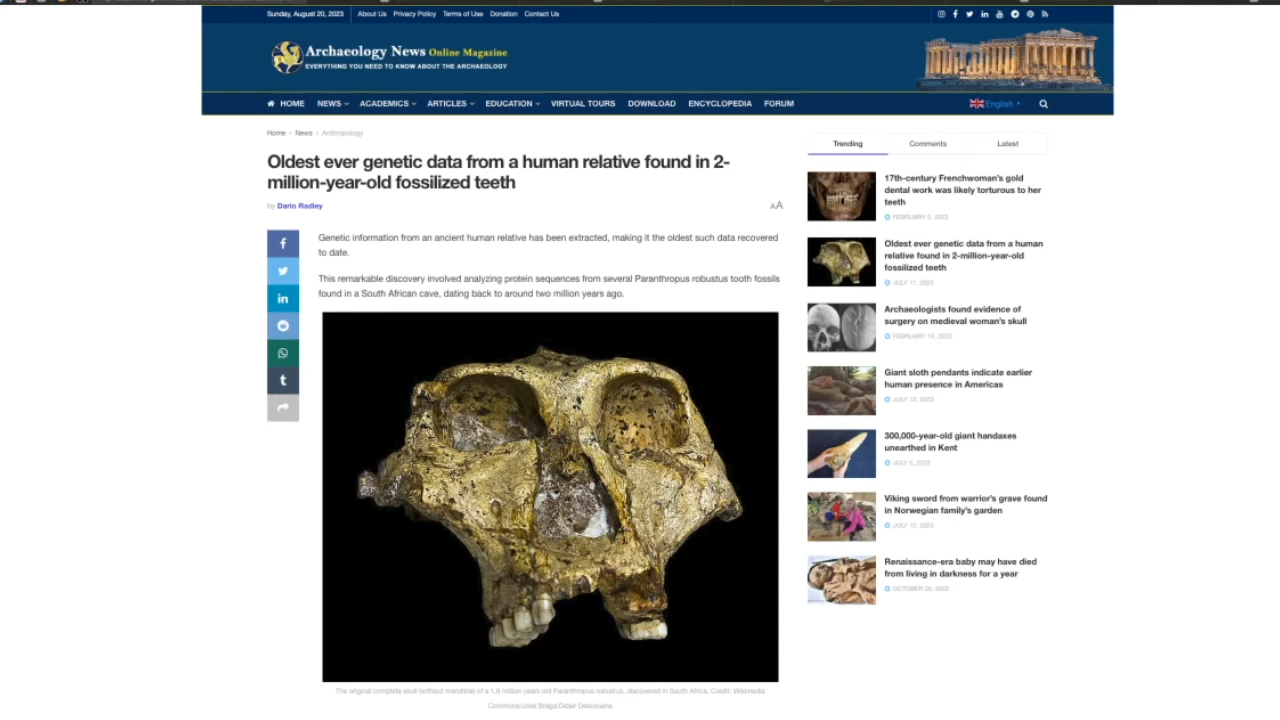 Sunday, August 20, 2023 About Us Privacy Policy Terms of Use Donation Contact Us
Archaeology News Online Magazine
EVERYTHING YOU NEED TO KNOW ABOUT THE ARCHAEOLOGY
HOME NEWS ACADEMICS ARTICLES EDUCATION VIRTUAL TOURS DOWNLOAD ENCYCLOPEDIA FORUM English
Home > News > Anthropology
Oldest ever genetic data from a human relative found in 2-
million-year-old fossilized teeth
by Dario Radley AA
Genetic information from an ancient human relative has been extracted, making it the oldest such data recovered
to date.
This remarkable discovery involved analyzing protein sequences from several Paranthropus robustus tooth fossils
found in a South African cave, dating back to around two million years ago.
The original complete skull (without mandible) of a 1,8 million years old Paranthropus robustus, discovered in South Africa. Credit: Wikimedia
Commons/José Braga;Didier Descouens
Trending Comments Latest
17th-century Frenchwoman's gold
dental work was likely torturous to her
teeth
FEBRUARY 5, 2023
Oldest ever genetic data from a human
relative found in 2-million-year-old
fossilized teeth
JULY 11, 2023
Archaeologists found evidence of
surgery on medieval woman's skull
FEBRUARY 2023
Giant sloth pendants indicate earlier
human presence in Americas
JULY 2023
300,000-year-old giant handaxes
unearthed in Kent
JULY 2023
Viking sword from warrior's grave found
in Norwegian family's garden
JULY 12, 2023
Renaissance-era baby may have died
from living in darkness for a year
OCTOBER 2022